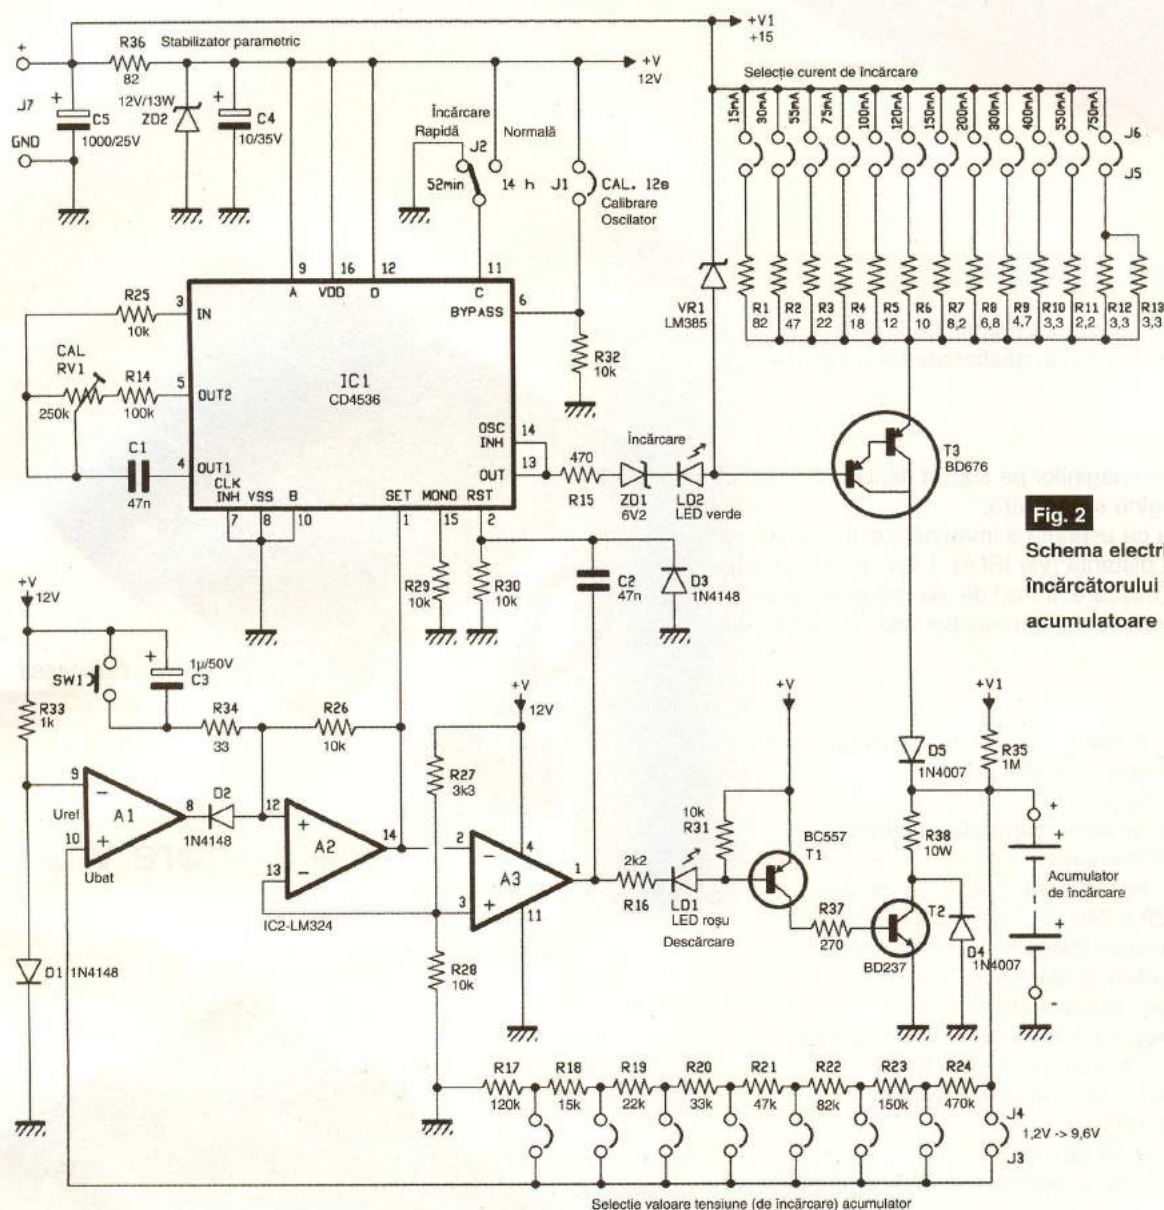 +
R36
82
Stabilizator parametric
+V1
+15
+V
12V
J7
+
C5
1000/25V
GND
12V/13W
ZD2
+
C4
10/35V
Încărcare
Rapidă
Normală
J2
52min
14 h
J1
CAL. 12s
Calibrare
Oscilator
Selecție curent de încărcare
15mA
30mA
55mA
75mA
100mA
120mA
150mA
200mA
300mA
400mA
550mA
750mA
J6
J5
VR1
LM385
R1
82
R2
47
R3
22
R4
18
R5
12
R6
10
R7
8,2
R8
6,8
R9
4,7
R10
3,3
R11
2,2
R12
3,3
R13
3,3
9
16
12
11
A
VDD
D
C
6
BYPASS
R25
10k
3
IN
CAL
RV1
250k
R14
100k
5
OUT2
C1
47n
4
OUT1
IC1
CD4536
R32
10k
OSC
INH
14
OUT
13
CLK
INH
VSS
B
SET
MONO
RST
7
8
10
1
15
2
470
R15
Încărcare
ZD1
6V2
LD2
LED verde
T3
BD676
Fig. 2
Schema electri
încărcătorului
acumulatoare
R29
10k
R30
10k
C2
47n
D3
1N4148
+V
12V
SW1
+
1µ/50V
C3
R33
1k
R34
33
R26
10k
9
-
Uref
A1
8
10
+
Ubat
D2
1N4148
12
+
A2
14
13
-
IC2-LM324
R27
3k3
+V
12V
2
-
4
A3
1
3
+
11
R28
10k
2k2
R16
LD1
LED roșu
Descărcare
10k
R31
+V
BC557
T1
R37
270
T2
BD237
D4
1N4007
D5
1N4007
+V1
R35
1M
R38
10W
+
+
Acumulator
de încărcare
+
-
D1
1N4148
R17
120k
R18
15k
R19
22k
R20
33k
R21
47k
R22
82k
R23
150k
R24
470k
J4
1,2V -> 9,6V
J3
Selecție valoare tensiune (de încărcare) acumulator